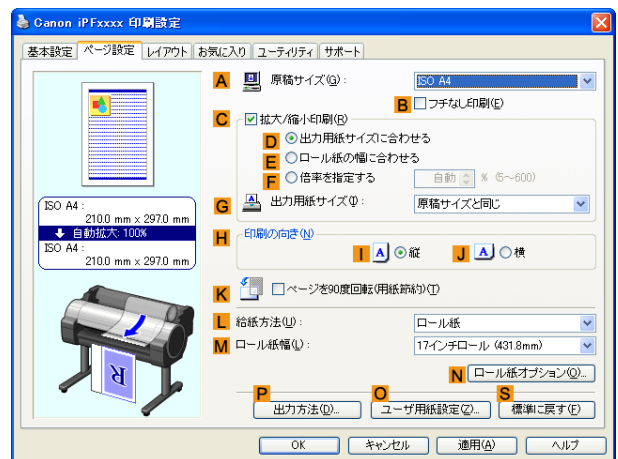 Canon iPFxxxx 印刷設定
基本設定 ページ設定 レイアウト お気に入り ユーティリティ サポート
A 原稿サイズ(G): ISO A4
B フチなし印刷(E)
C 拡大/縮小印刷(R)
D 出力用紙サイズに合わせる
E ロール紙の幅に合わせる
F 倍率を指定する 自動 % (5~600)
G 出力用紙サイズ(I): 原稿サイズと同じ
ISO A4 :
210.0 mm x 297.0 mm
自動拡大: 100%
ISO A4 :
210.0 mm x 297.0 mm
H 印刷の向き(N)
I A 縦 J A 横
K ページを90度回転(用紙節約)(T)
L 給紙方法(U): ロール紙
M ロール紙幅(L): 17インチロール (431.8mm)
N ロール紙オプション(O)...
R
P O S
出力方法(D)... ユーザ用紙設定(Z)... 標準に戻す(F)
OK キャンセル 適用(A) ヘルプ